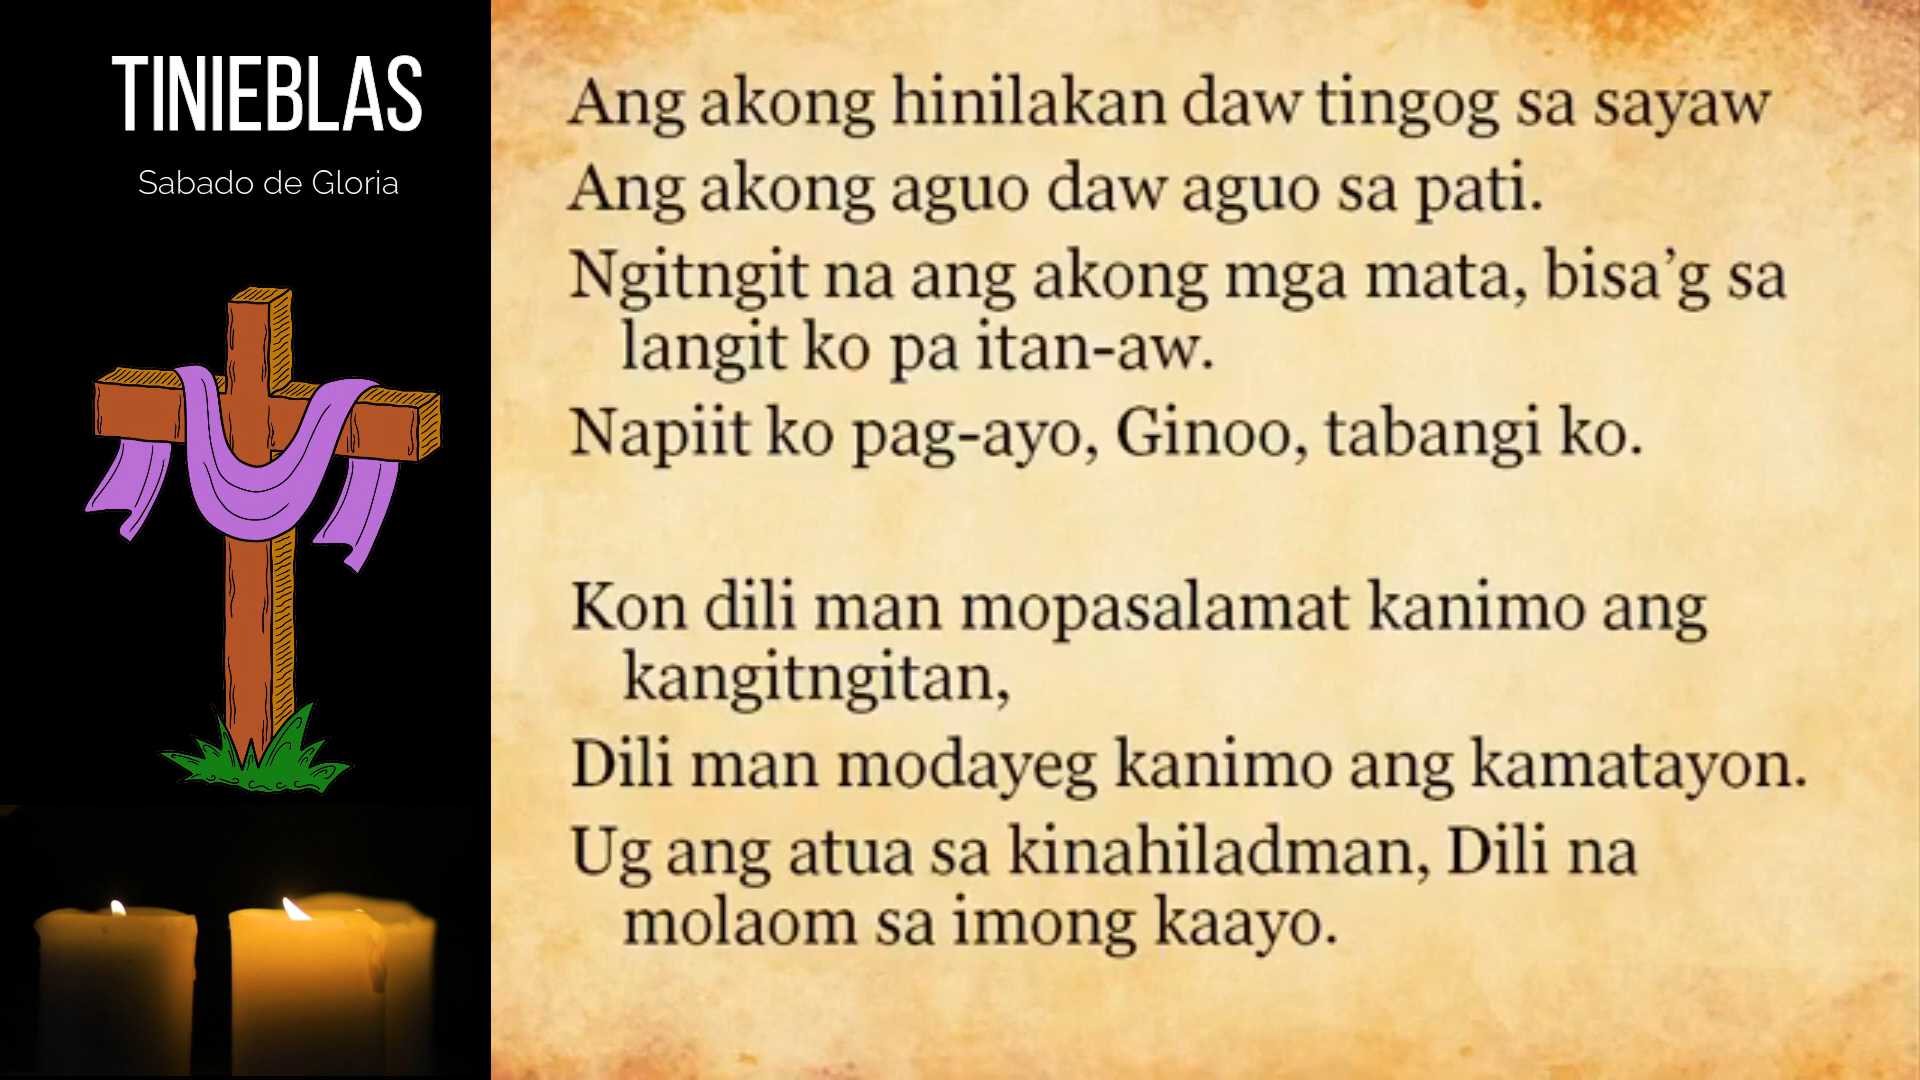 TINIEBLAS
Sabado de Gloria
Ang akong hinilakan daw tingog sa sayaw
Ang akong aguo daw aguo sa pati.
Ngitngit na ang akong mga mata, bisa’g sa
langit ko pa itan-aw.
Napiit ko pag-ayo, Ginoo, tabangi ko.
Kon dili man mopasalamat kanimo ang
kangitngitan,
Dili man modayeg kanimo ang kamatayon.
Ug ang atua sa kinahiladman, Dili na
molaom sa imong kaayo.